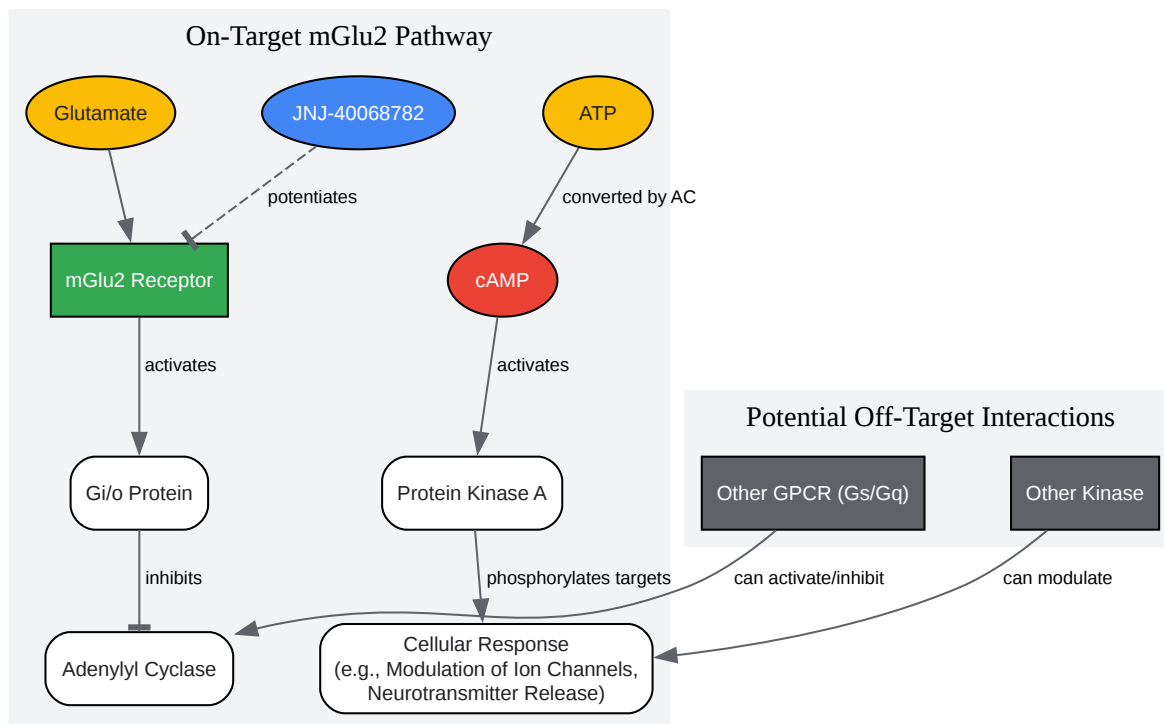 On-Target mGlu2 Pathway
Glutamate
JNJ-40068782
ATP
potentiates
converted by AC
mGlu2 Receptor
cAMP
activates
activates
Potential Off-Target Interactions
Gi/o Protein
Protein Kinase A
Other GPCR (Gs/Gq)
Other Kinase
inhibits
phosphorylates targets
can activate/inhibit
can modulate
Adenylyl Cyclase
Cellular Response
(e.g., Modulation of Ion Channels,
Neurotransmitter Release)